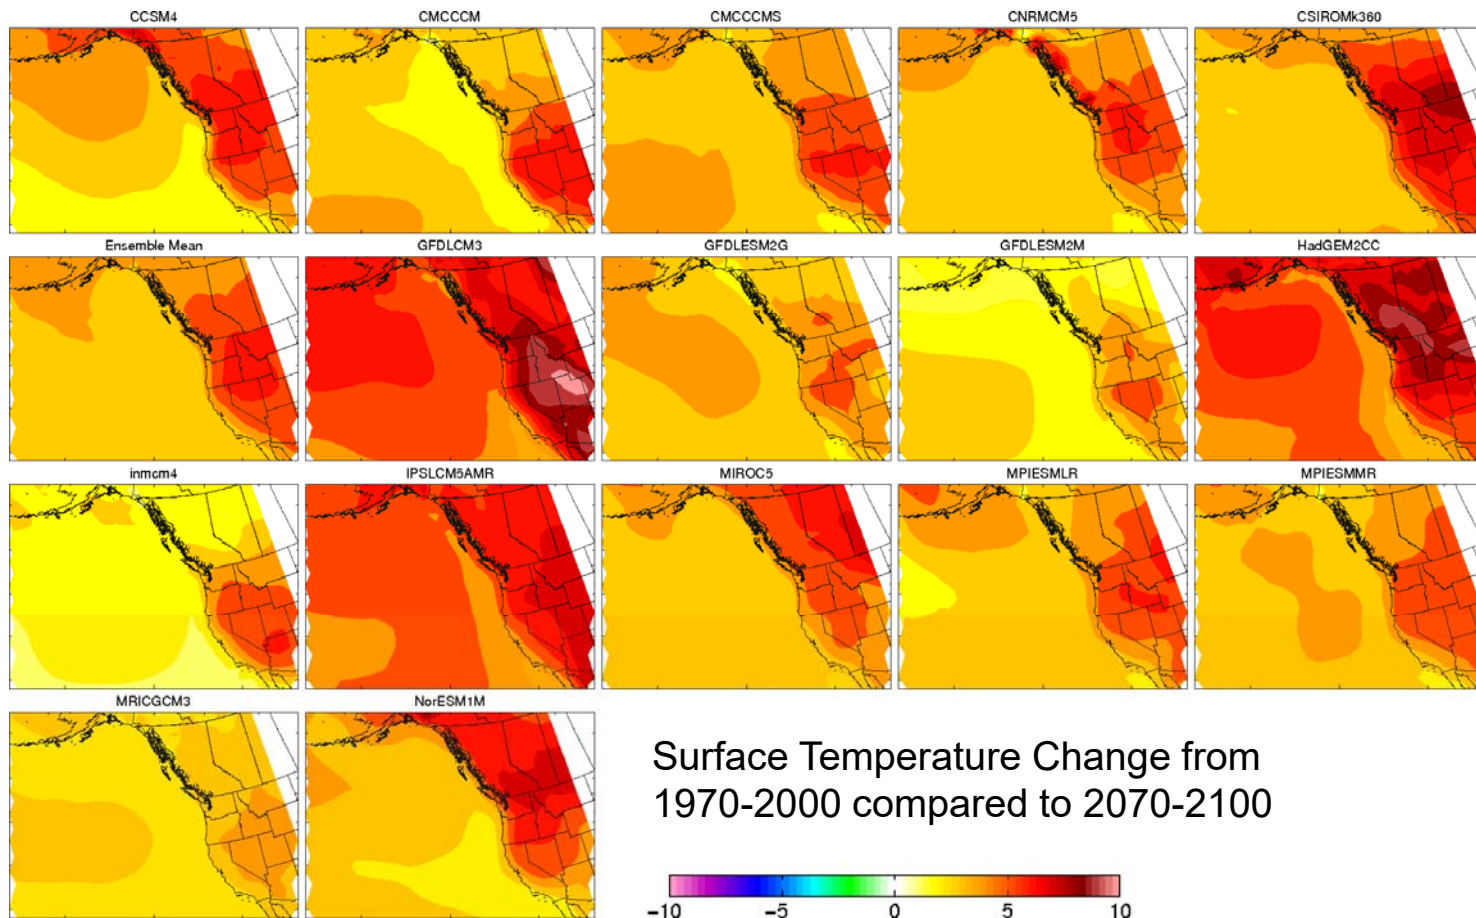 CCSM4 CMCCCM CMCCCMS CNRMCM5 CSIROMk360
Ensemble Mean GFDLCM3 GFDLESM2G GFDLESM2M HadGEM2CC
inmcm4 IPSLCM5AMR MIROC5 MPIESMLR MPIESMMR
MRICGCM3 NorESM1M
Surface Temperature Change from
1970-2000 compared to 2070-2100
-10 -5 0 5 10